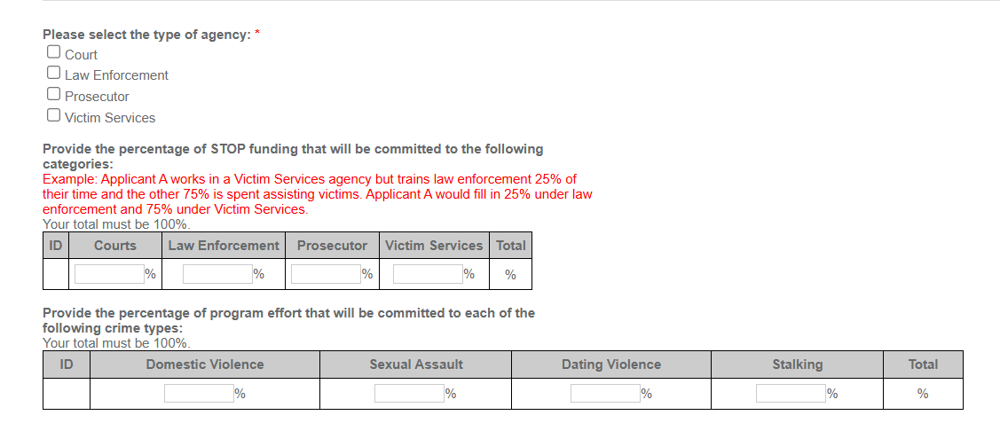 Please select the type of agency: *
Court
Law Enforcement
Prosecutor
Victim Services
Provide the percentage of STOP funding that will be committed to the following
categories:
Example: Applicant A works in a Victim Services agency but trains law enforcement 25% of
their time and the other 75% is spent assisting victims. Applicant A would fill in 25% under law
enforcement and 75% under Victim Services.
Your total must be 100%.
ID Courts Law Enforcement Prosecutor Victim Services Total
% % % % %
Provide the percentage of program effort that will be committed to each of the
following crime types:
Your total must be 100%.
ID Domestic Violence Sexual Assault Dating Violence Stalking Total
% % % % %